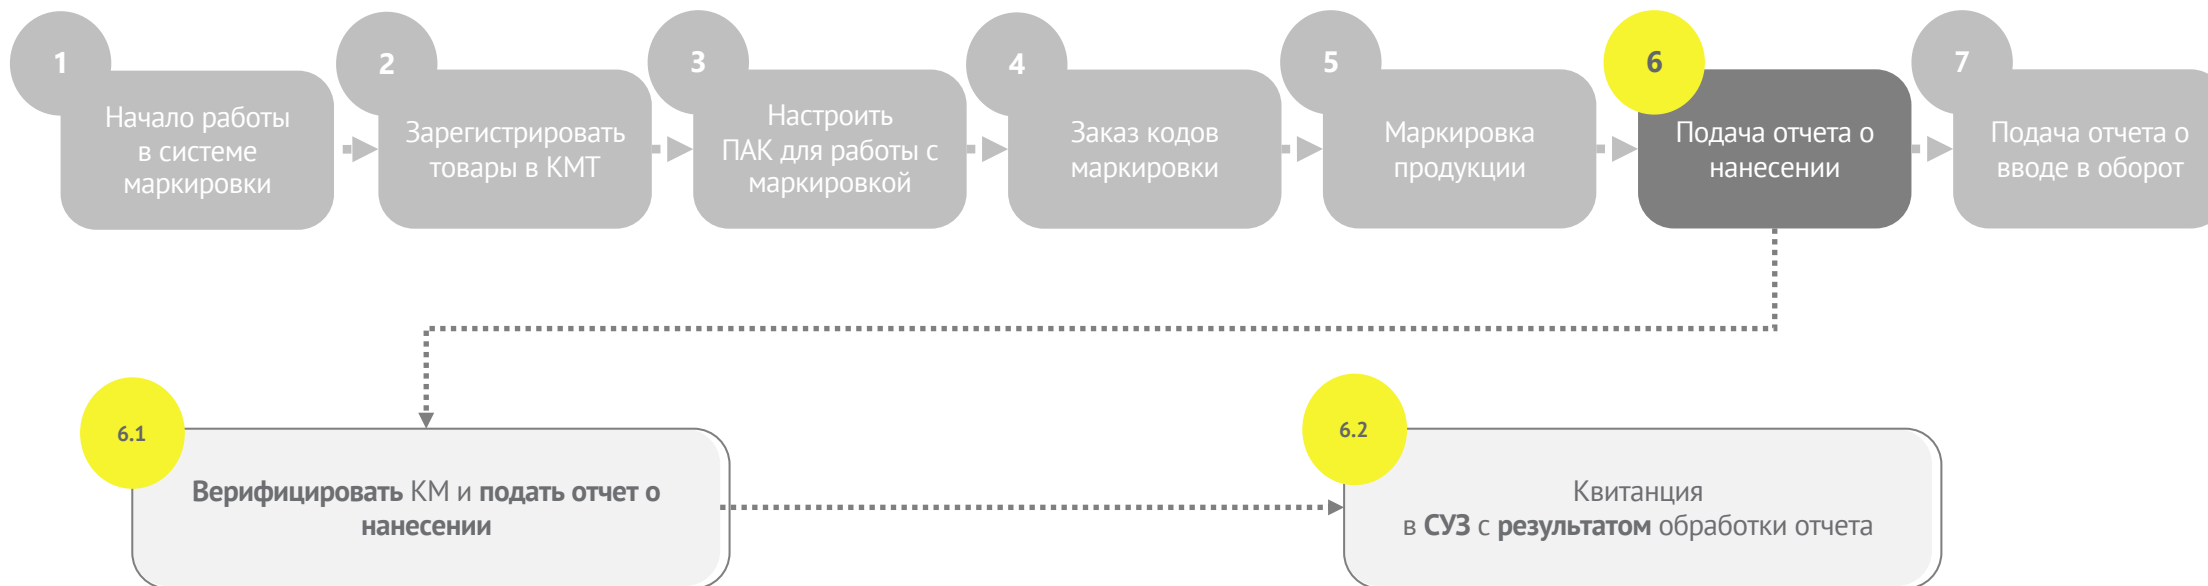 1
Начало работы
в системе
маркировки
2
Зарегистрировать
товары в КМТ
3
Настроить
ПАК для работы с
маркировкой
4
Заказ кодов
маркировки
5
Маркировка
продукции
6
Подача отчета о
нанесении
7
Подача отчета о
вводе в оборот
6.1
Верифицировать КМ и подать отчет о
нанесении
6.2
Квитанция
в СУЗ с результатом обработки отчета